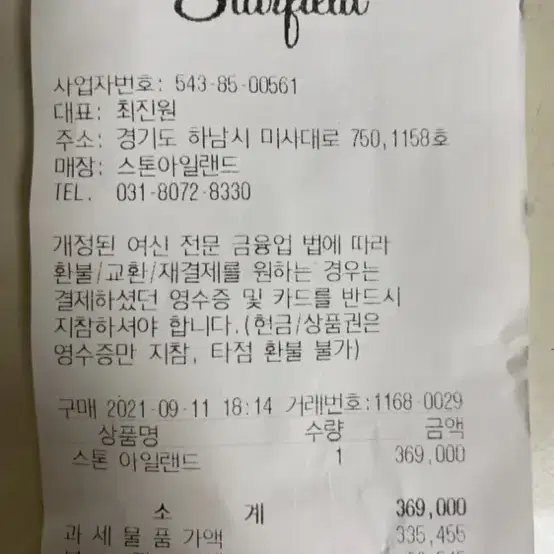 Starfield
사업자번호: 543-85-00561
대표: 최진원
주소: 경기도 하남시 미사대로 750,1158호
매장: 스톤아일랜드
TEL. 031-8072-8330
개정된 여신 전문 금융업 법에 따라
환불/교환/재결제를 원하는 경우는
결제하셨던 영수증 및 카드를 반드시
지참하셔야 합니다.(현금/상품권은
영수증만 지참, 타점 환불 불가)
구매 2021-09-11 18:14 거래번호:1168-0029
상품명 수량 금액
스톤 아일랜드 1 369,000
소 계 369,000
과 세 물 품 가액 335,455